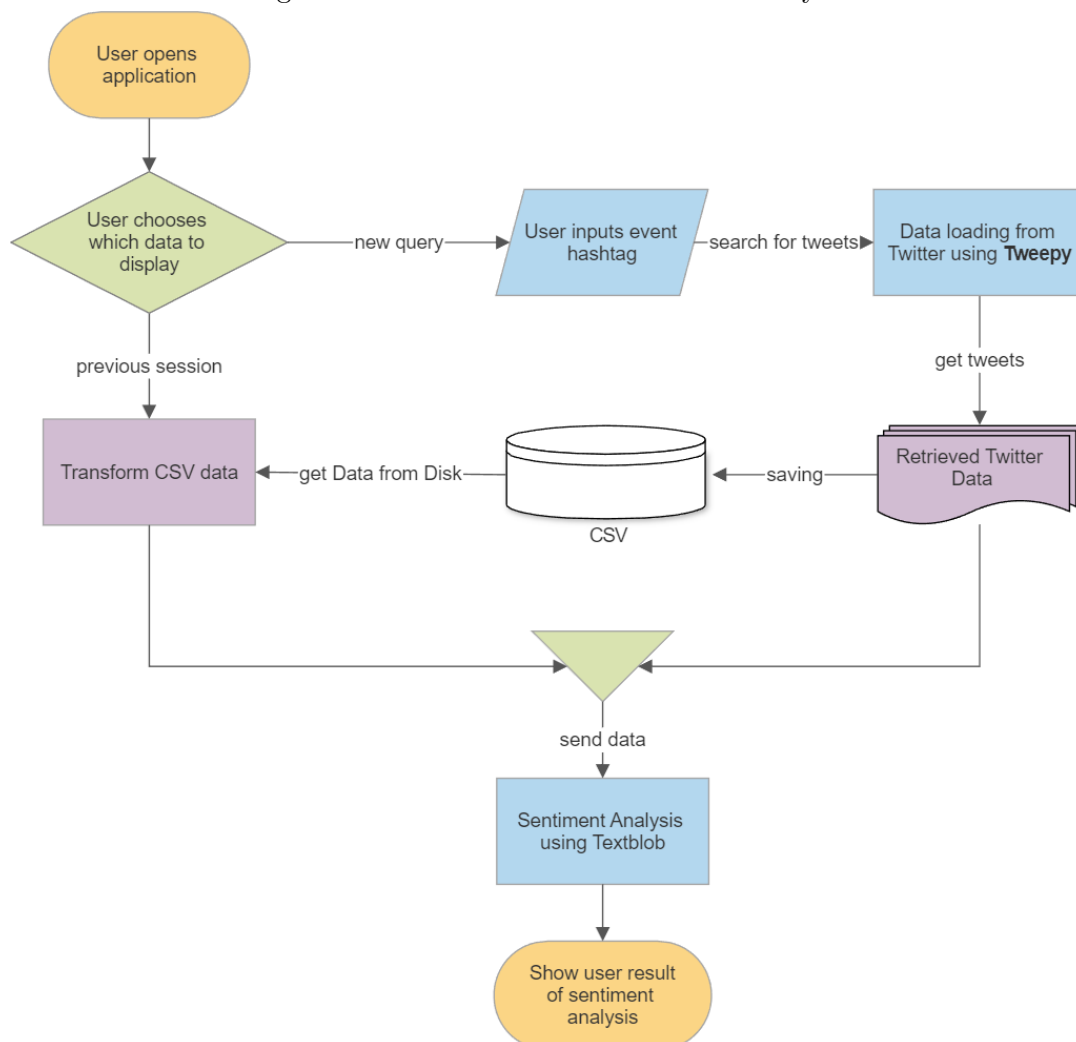 User opens
application
User chooses
which data to
display
new query
User inputs event
hashtag
search for tweets
Data loading from
Twitter using Tweepy
previous session
get tweets
Transform CSV data
get Data from Disk
CSV
saving
Retrieved Twitter
Data
send data
Sentiment Analysis
using Textblob
Show user result
of sentiment
analysis